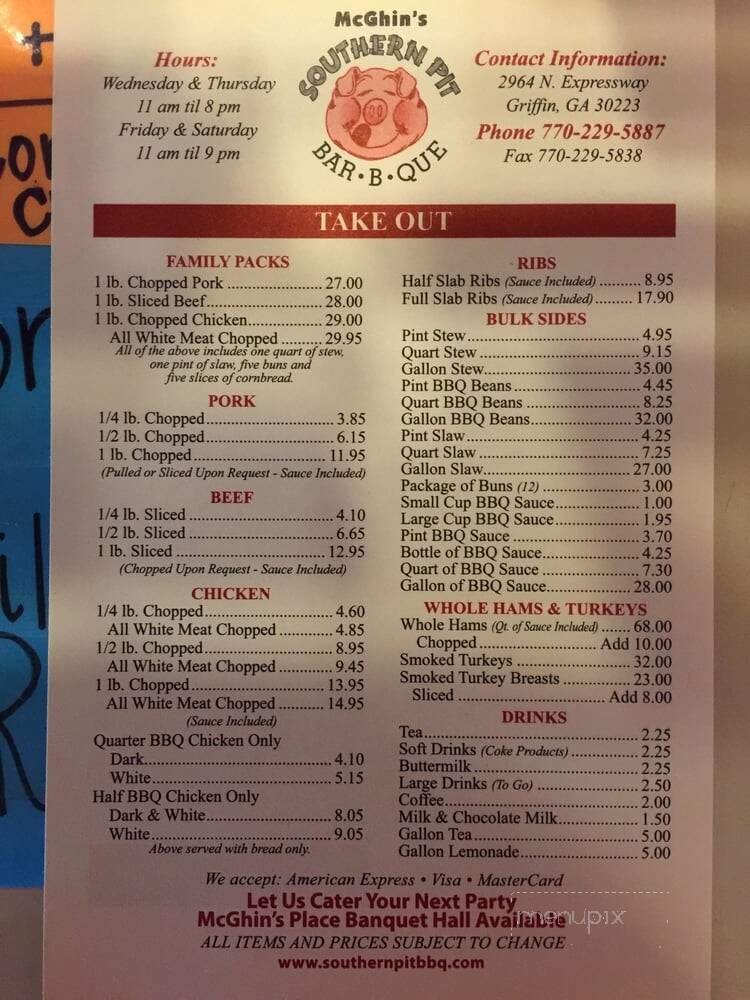 McGhin's
SOUTHERN PIT
BAR·B·QUE
Hours:
Wednesday & Thursday
11 am til 8 pm
Friday & Saturday
11 am til 9 pm
Contact Information:
2964 N. Expressway
Griffin, GA 30223
Phone 770-229-5887
Fax 770-229-5838
TAKE OUT
FAMILY PACKS
1 lb. Chopped Pork .......... 27.00
1 lb. Sliced Beef.......... 28.00
1 lb. Chopped Chicken.......... 29.00
All White Meat Chopped .......... 29.95
All of the above includes one quart of stew,
one pint of slaw, five buns and
five slices of cornbread.
PORK
1/4 lb. Chopped.......... 3.85
1/2 lb. Chopped.......... 6.15
1 lb. Chopped.......... 11.95
(Pulled or Sliced Upon Request - Sauce Included)
BEEF
1/4 lb. Sliced .......... 4.10
1/2 lb. Sliced .......... 6.65
1 lb. Sliced .......... 12.95
(Chopped Upon Request - Sauce Included)
CHICKEN
1/4 lb. Chopped.......... 4.60
All White Meat Chopped .......... 4.85
1/2 lb. Chopped.......... 8.95
All White Meat Chopped .......... 9.45
1 lb. Chopped.......... 13.95
All White Meat Chopped .......... 14.95
(Sauce Included)
Quarter BBQ Chicken Only
Dark.......... 4.10
White.......... 5.15
Half BBQ Chicken Only
Dark & White.......... 8.05
White.......... 9.05
Above served with bread only.
RIBS
Half Slab Ribs (Sauce Included) .......... 8.95
Full Slab Ribs (Sauce Included) .......... 17.90
BULK SIDES
Pint Stew.......... 4.95
Quart Stew .......... 9.15
Gallon Stew.......... 35.00
Pint BBQ Beans .......... 4.45
Quart BBQ Beans .......... 8.25
Gallon BBQ Beans.......... 32.00
Pint Slaw.......... 4.25
Quart Slaw .......... 7.25
Gallon Slaw.......... 27.00
Package of Buns (12) .......... 3.00
Small Cup BBQ Sauce.......... 1.00
Large Cup BBQ Sauce.......... 1.95
Pint BBQ Sauce .......... 3.70
Bottle of BBQ Sauce.......... 4.25
Quart of BBQ Sauce .......... 7.30
Gallon of BBQ Sauce.......... 28.00
WHOLE HAMS & TURKEYS
Whole Hams (Qt. of Sauce Included) ....... 68.00
Chopped.......... Add 10.00
Smoked Turkeys .......... 32.00
Smoked Turkey Breasts .......... 23.00
Sliced .......... Add 8.00
DRINKS
Tea.......... 2.25
Soft Drinks (Coke Products) .......... 2.25
Buttermilk .......... 2.25
Large Drinks (To Go) .......... 2.50
Coffee.......... 2.00
Milk & Chocolate Milk.......... 1.50
Gallon Tea .......... 5.00
Gallon Lemonade.......... 5.00
We accept: American Express • Visa • MasterCard
Let Us Cater Your Next Party
McGhin's Place Banquet Hall Available
ALL ITEMS AND PRICES SUBJECT TO CHANGE
www.southernpitbbq.com
menupix